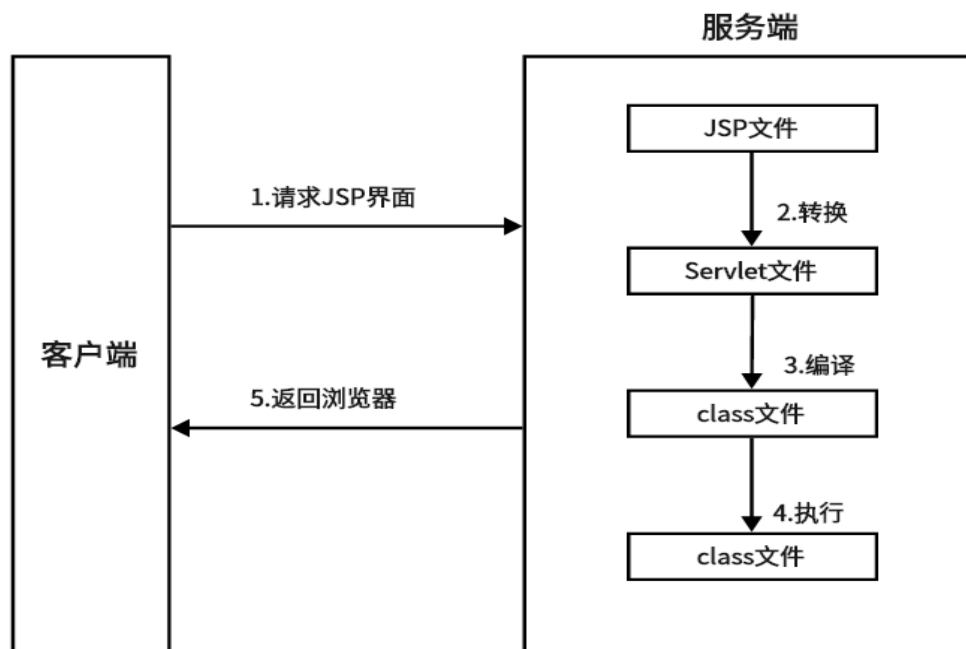 服务端
JSP文件
1.请求JSP界面
2.转换
Servlet文件
客户端
3.编译
5.返回浏览器
class文件
4.执行
class文件